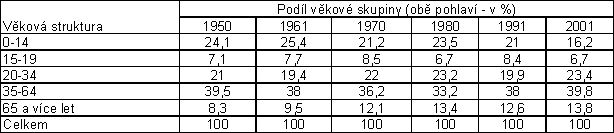 Podíl věkové skupiny (obě pohlaví - v %)
Věková struktura 1950 1961 1970 1980 1991 2001
0-14 24,1 25,4 21,2 23,5 21 16,2
15-19 7,1 7,7 8,5 6,7 8,4 6,7
20-34 21 19,4 22 23,2 19,9 23,4
35-64 39,5 38 36,2 33,2 38 39,8
65 a více let 8,3 9,5 12,1 13,4 12,6 13,8
Celkem 100 100 100 100 100 100